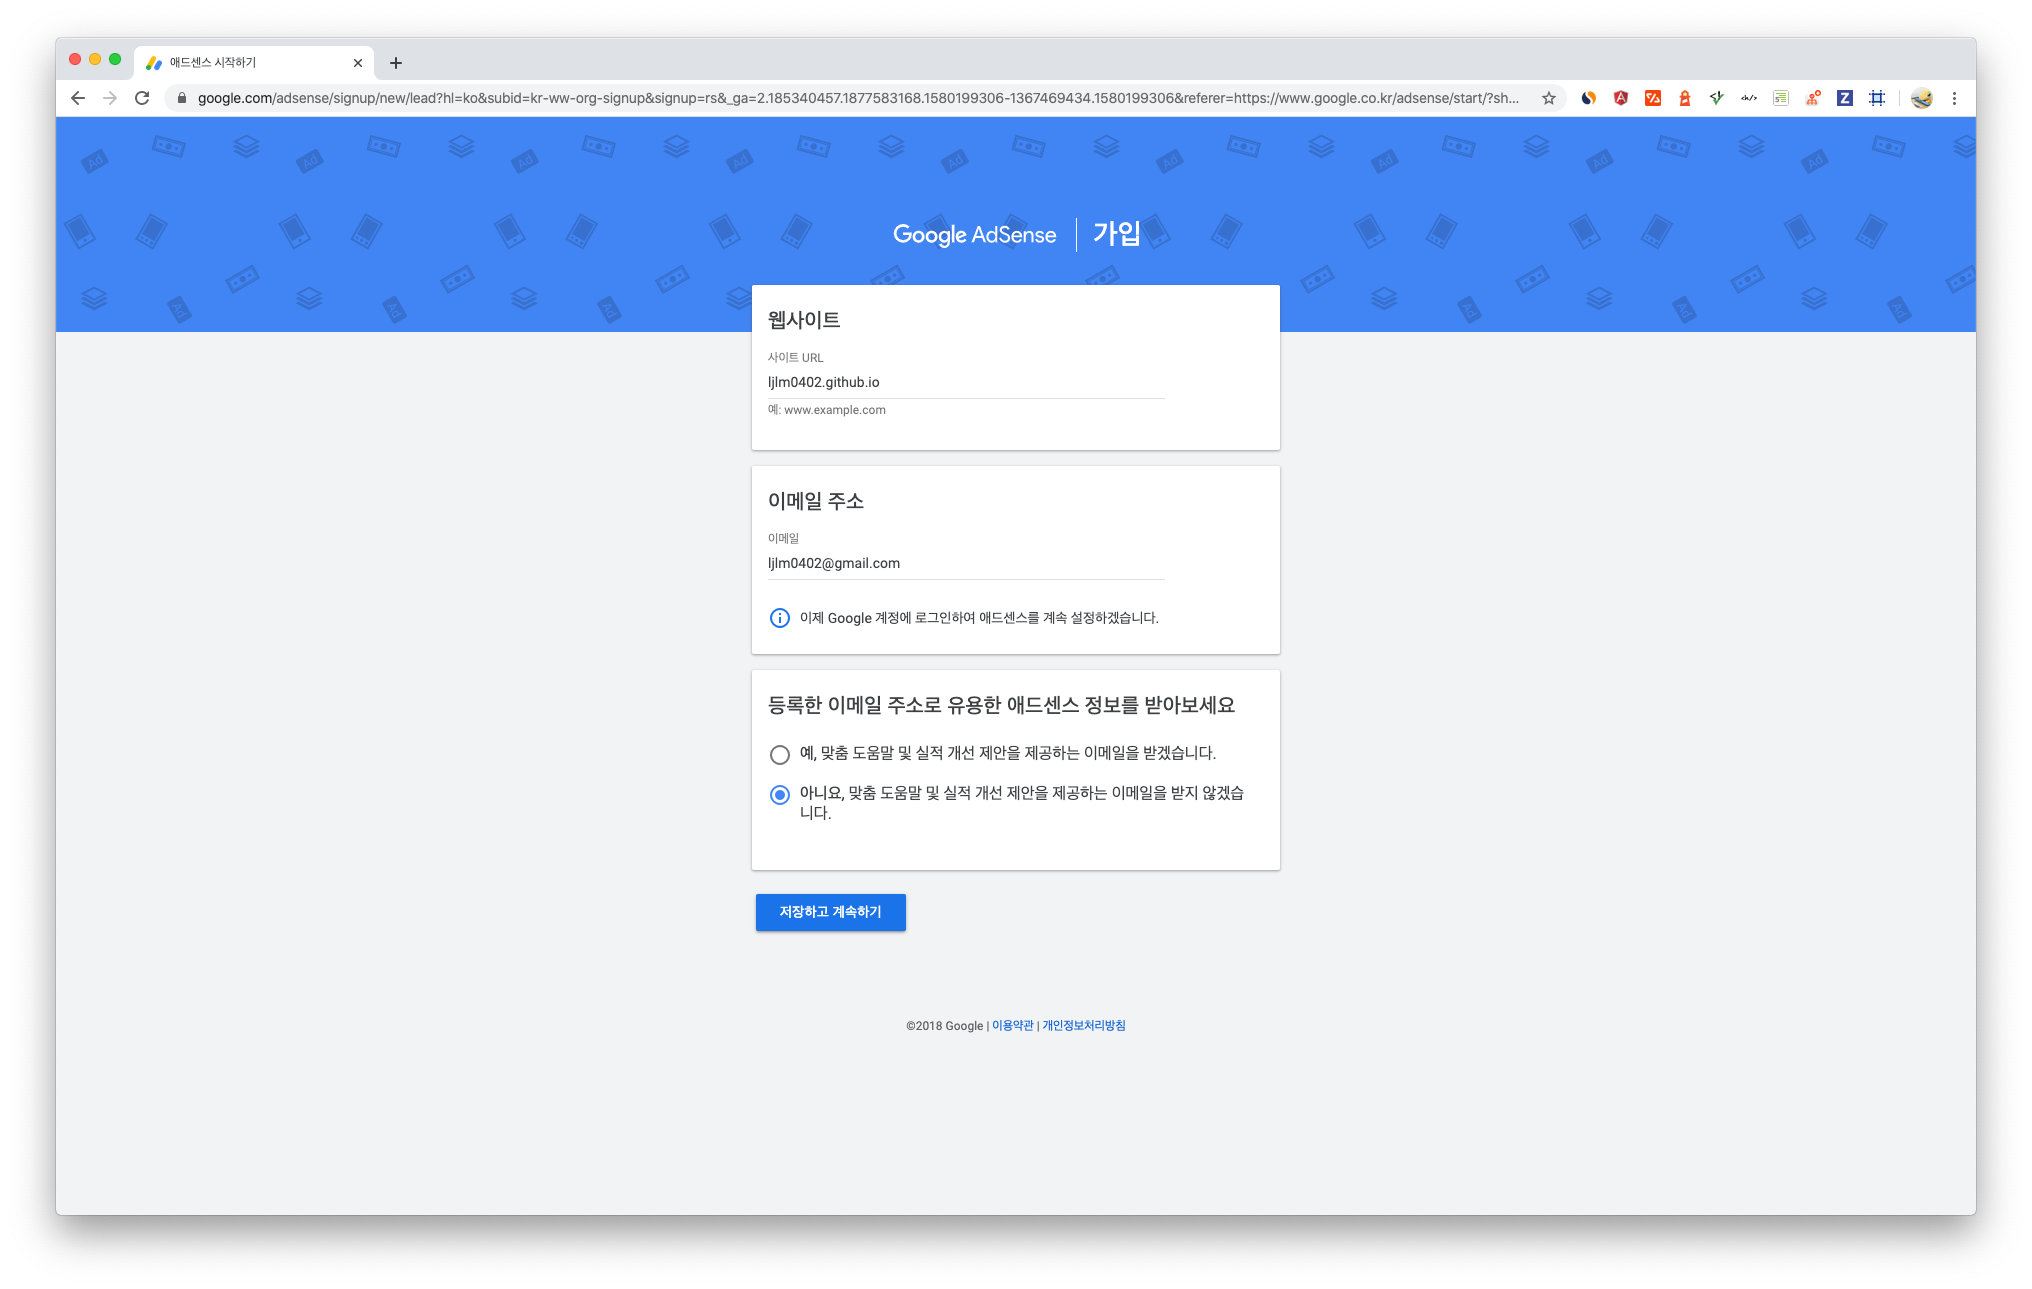 애드센스 시작하기
google.com/adsense/signup/new/lead?hl=ko&subid=kr-ww-org-signup&signup=rs&_ga=2.185340457.1877583168.1580199306-1367469434.1580199306&referer=https://www.google.co.kr/adsense/start/?sh...
Google AdSense | 가입
웹사이트
사이트 URL
ljlm0402.github.io
예: www.example.com
이메일 주소
이메일
ljlm0402@gmail.com
이제 Google 계정에 로그인하여 애드센스를 계속 설정하겠습니다.
등록한 이메일 주소로 유용한 애드센스 정보를 받아보세요
예, 맞춤 도움말 및 실적 개선 제안을 제공하는 이메일을 받겠습니다.
아니요, 맞춤 도움말 및 실적 개선 제안을 제공하는 이메일을 받지 않겠습
니다.
저장하고 계속하기
©2018 Google | 이용약관 | 개인정보처리방침